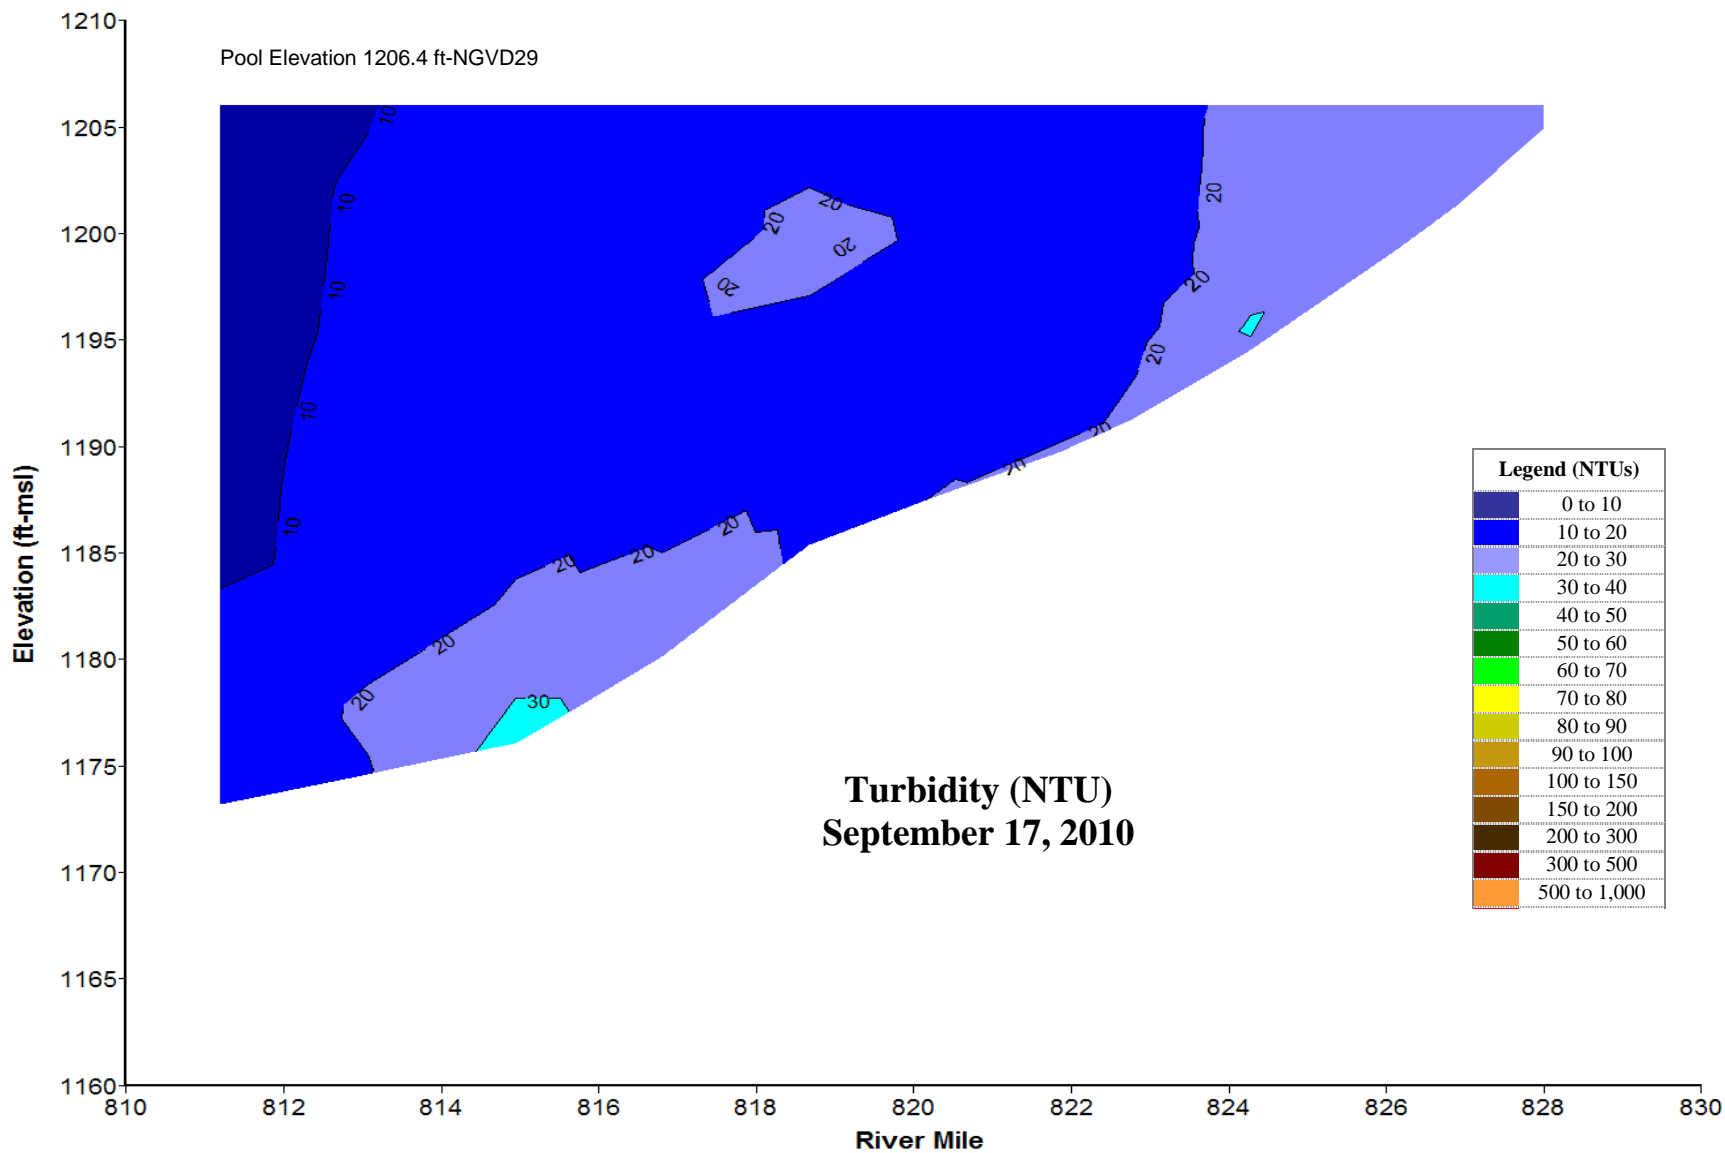 Pool Elevation 1206.4 ft-NGVD29
1210
1205
1200
1195
1190
1185
1180
1175
1170
1165
1160
Elevation (ft-msl)
10
10
10
10
10
20
20
20
20
20
20
20
20
20
20
20
20
20
20
30
Turbidity (NTU)
September 17, 2010
Legend (NTUs)
0 to 10
10 to 20
20 to 30
30 to 40
40 to 50
50 to 60
60 to 70
70 to 80
80 to 90
90 to 100
100 to 150
150 to 200
200 to 300
300 to 500
500 to 1,000
810 812 814 816 818 820 822 824 826 828 830
River Mile